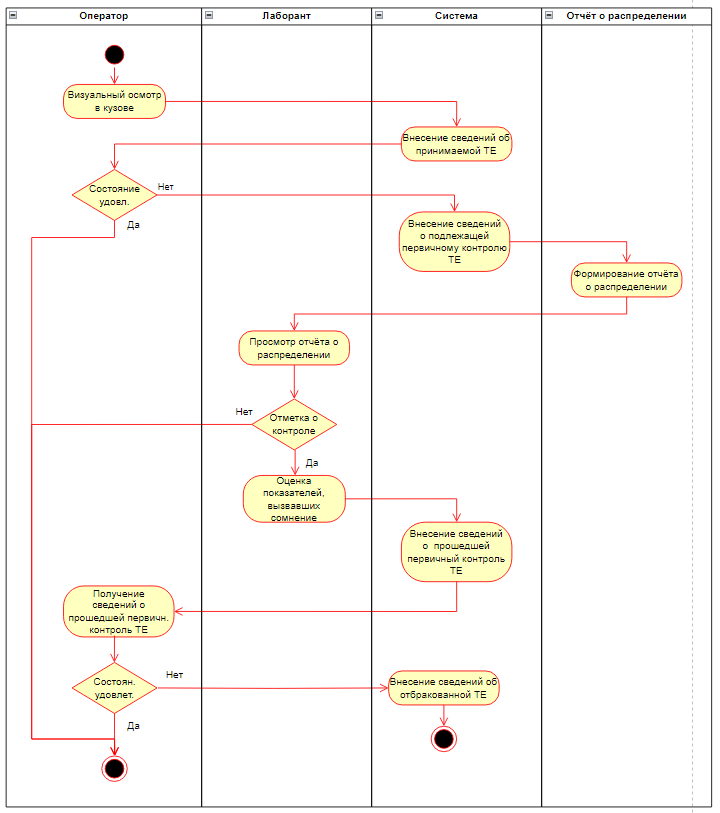 Оператор
Лаборант
Система
Отчёт о распределении
Визуальный осмотр
в кузове
Внесение сведений об
принимаемой ТЕ
Состояние
удовл.
Нет
Да
Внесение сведений
о подлежащей
первичному контролю
ТЕ
Формирование отчёта
о распределении
Просмотр отчёта о
распределении
Нет
Отметка о
контроле
Да
Оценка
показателей,
вызвавших
сомнение
Внесение сведений
о прошедшей
первичный контроль
ТЕ
Получение
сведений о
прошедшей первичн.
контроль ТЕ
Состоян.
удовлет.
Нет
Да
Внесение сведений об
отбракованной ТЕ